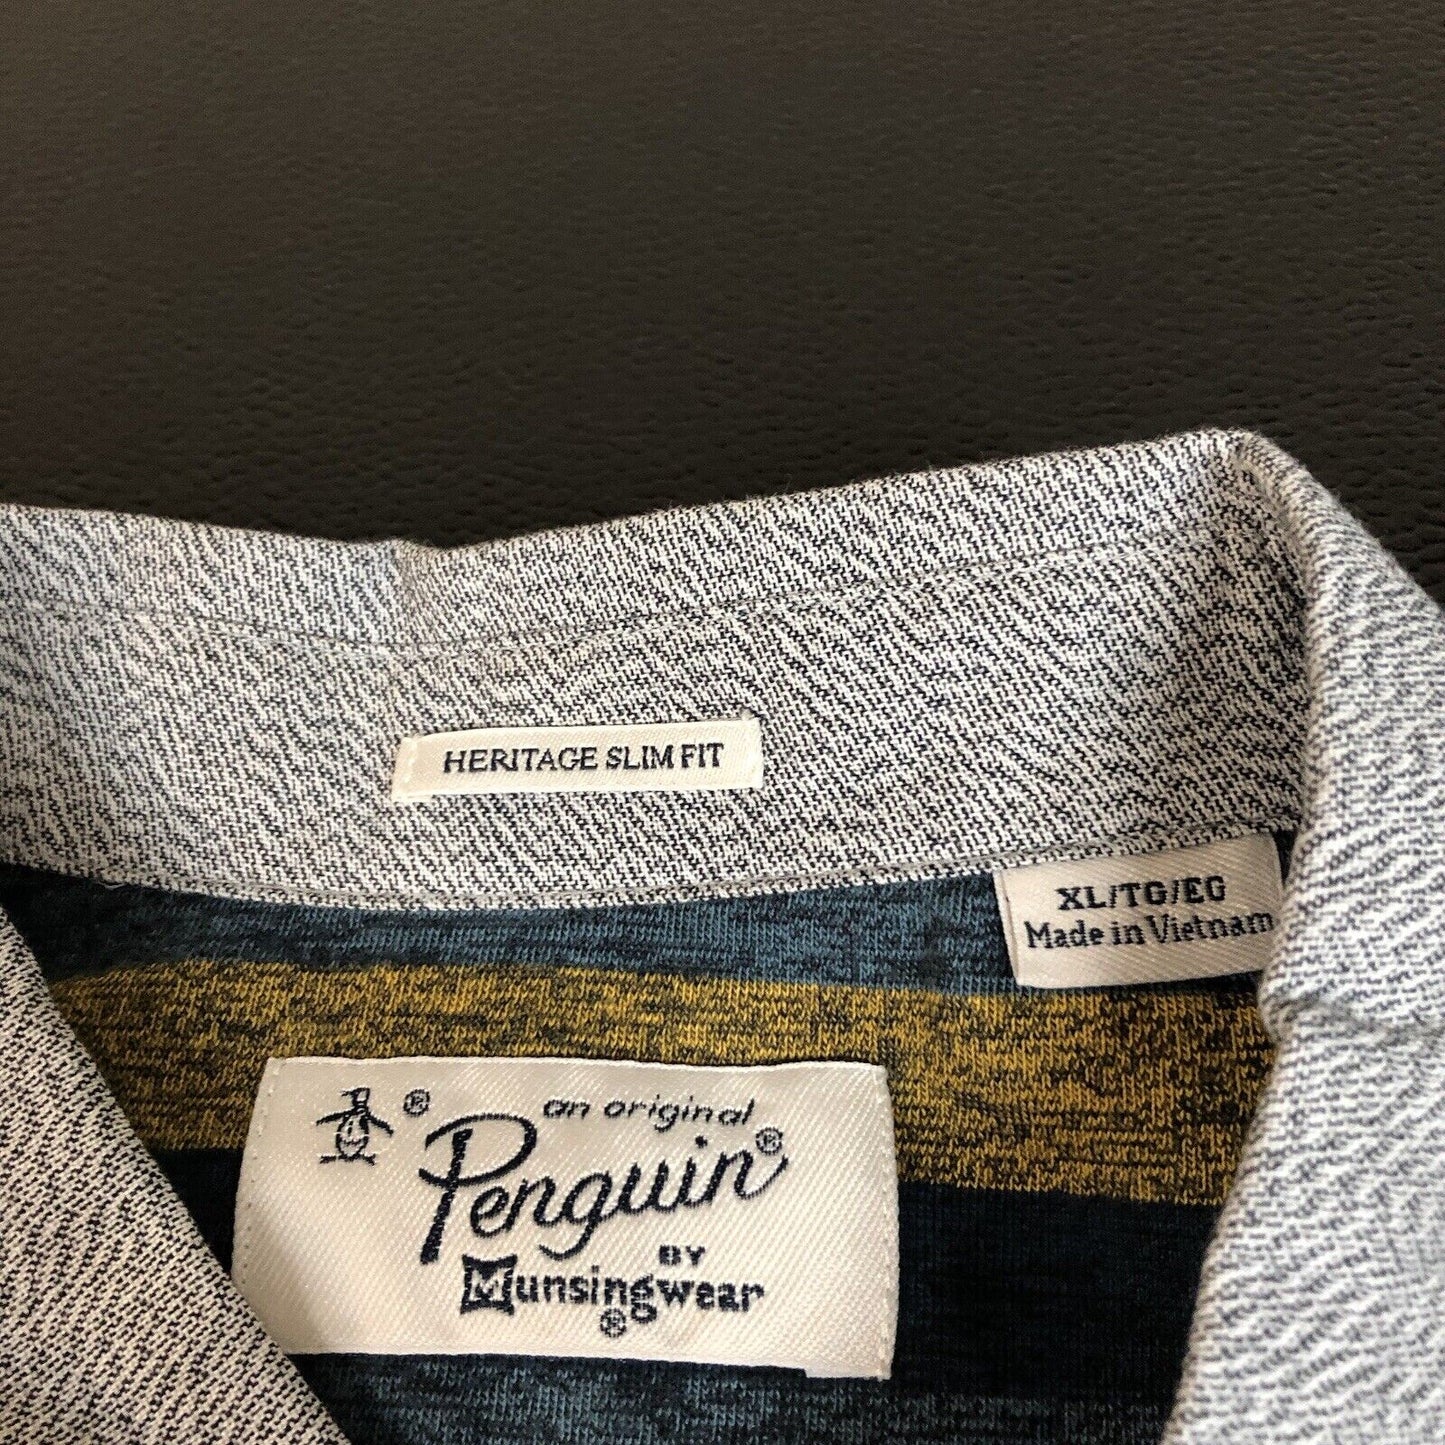 HERITAGE SLIM FIT
XL/TG/EG
Made in Vietnam
® an original
Penguin®
BY
Munsingwear
®